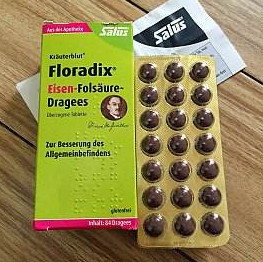 Aus der Apotheke
Salus
Kräuterblut®
Floradix®
Eisen-Folsäure-
Dragees
Überzogene Tablette
Zur Besserung des
Allgemeinbefindens
glutenfrei
Inhalt: 84 Dragees
Salus